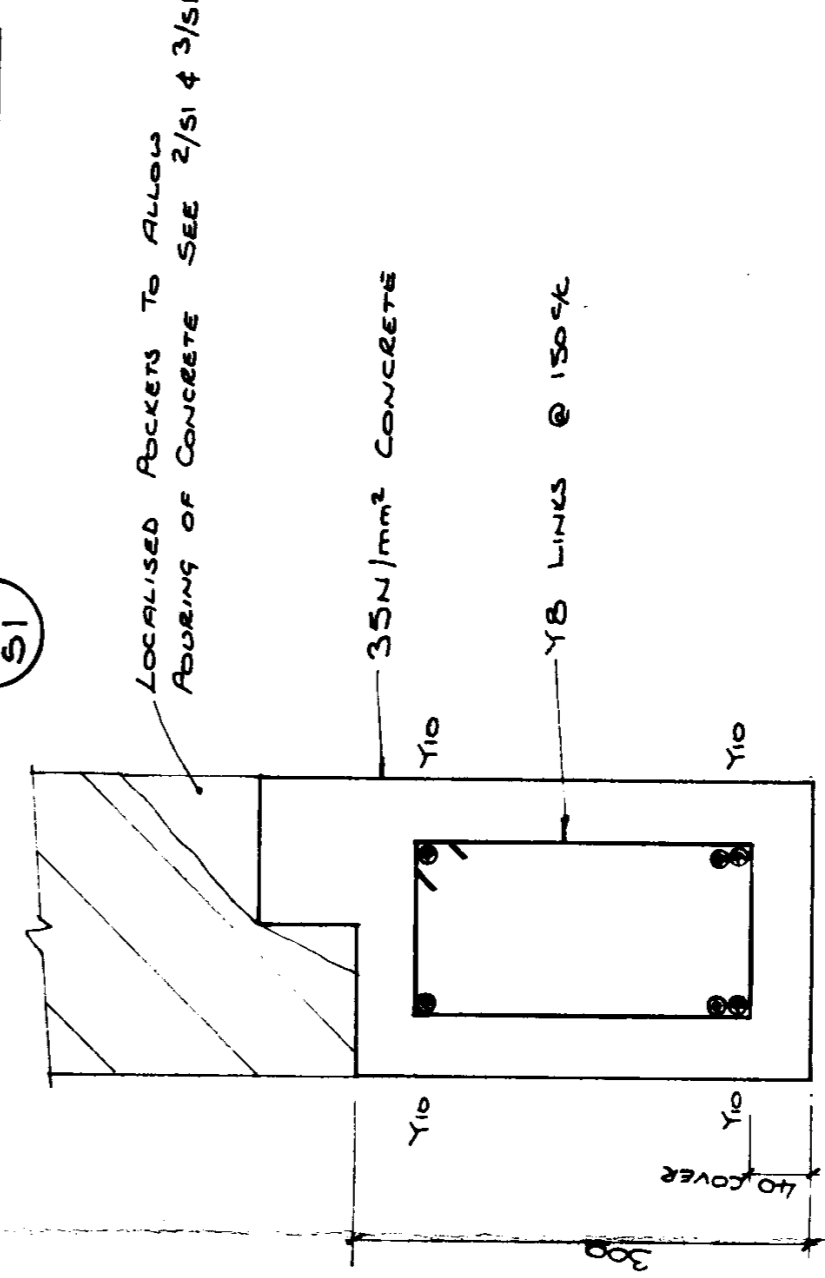 S1
LOCALISED POCKETS TO ALLOW
POURING OF CONCRETE SEE 2/S1 & 3/S1
35N/mm² CONCRETE
Y8 LINKS @ 150 c/c
Y10
Y10
Y10
Y10
40 COVER
300